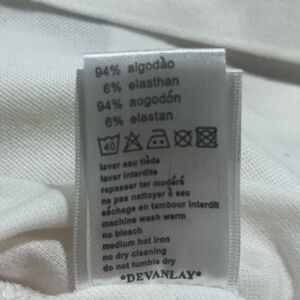 94% algodão
6% elasthan
94% aogodón
6% elastan
40
laver eau tiède
laver interdite
repasser ter modéré
ne pas nettoyer à sec
séchage en tambour interdit
machine wash warm
no bleach
medium hot iron
no dry cleaning
do not tumble dry
*DEVANLAY*